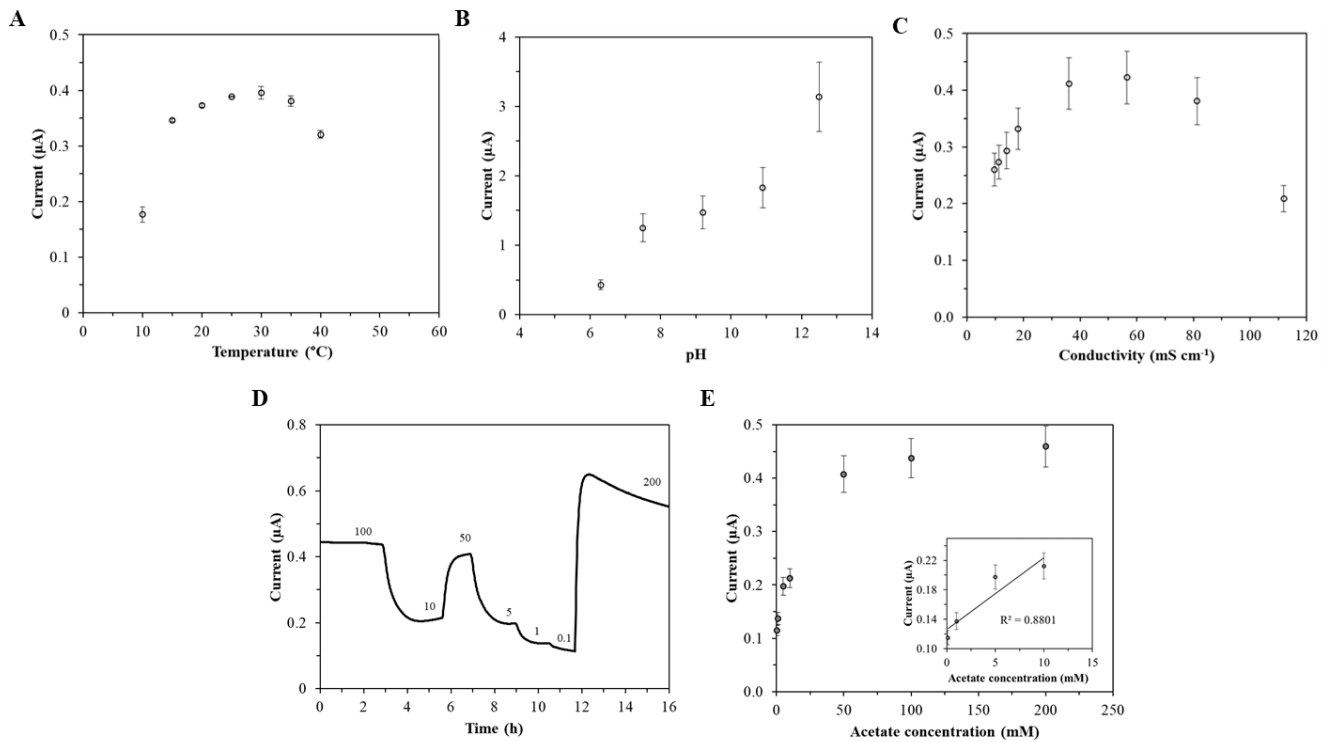 A
Current (µA)
0.5
0.4
0.3
0.2
0.1
0
0 10 20 30 40 50 60
Temperature (°C)
B
Current (µA)
4
3
2
1
0
4 6 8 10 12 14
pH
C
Current (µA)
0.5
0.4
0.3
0.2
0.1
0.0
0 20 40 60 80 100 120
Conductivity (mS cm⁻¹)
D
Current (µA)
0.8
0.6
0.4
0.2
0
100
10
50
5
1
0.1
200
0 2 4 6 8 10 12 14 16
Time (h)
E
Current (µA)
0.5
0.4
0.3
0.2
0.1
0.0
0 50 100 150 200 250
Acetate concentration (mM)
Current (µA)
0.22
0.18
0.14
0.10
R² = 0.8801
0 5 10 15
Acetate concentration (mM)